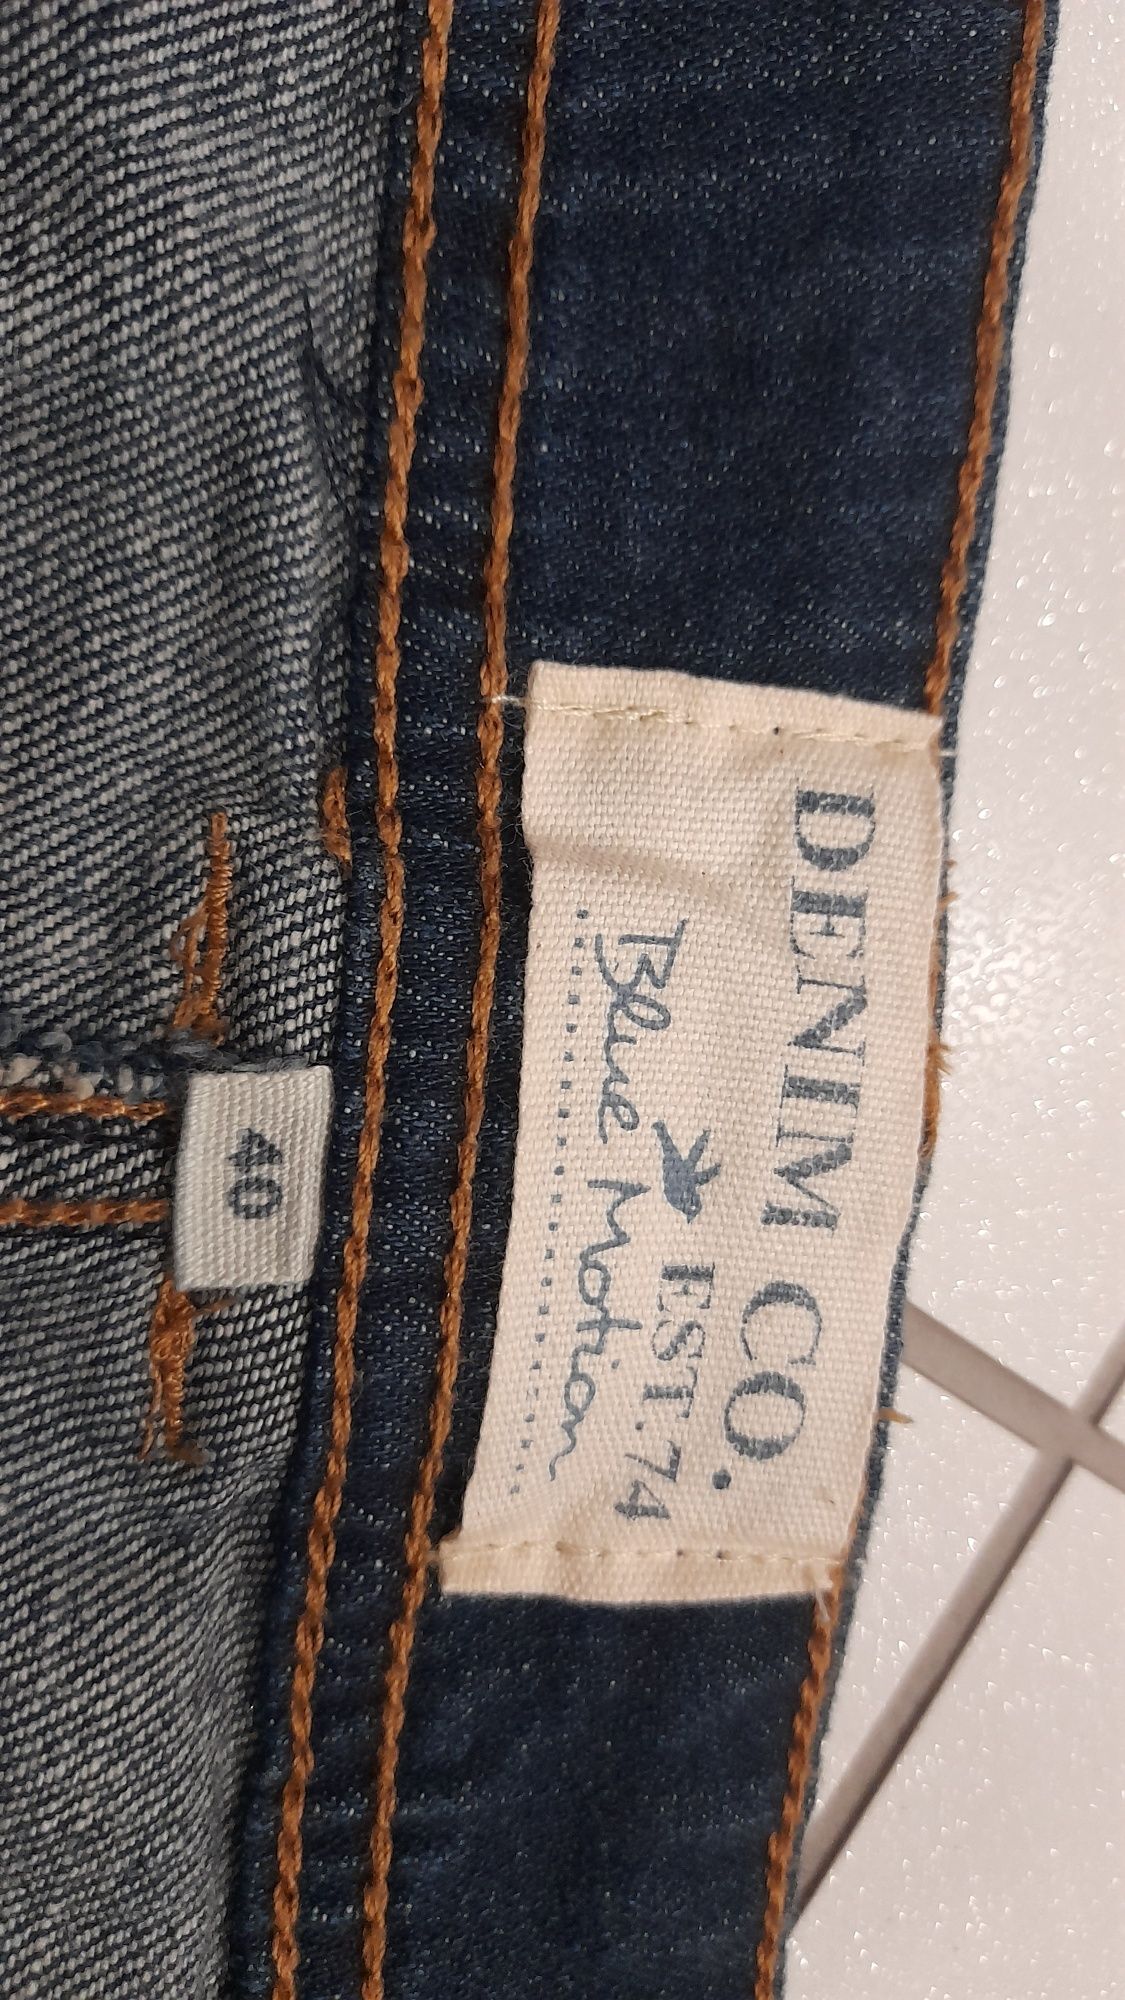 DENIM CO.
EST.74
Blue Motion
40